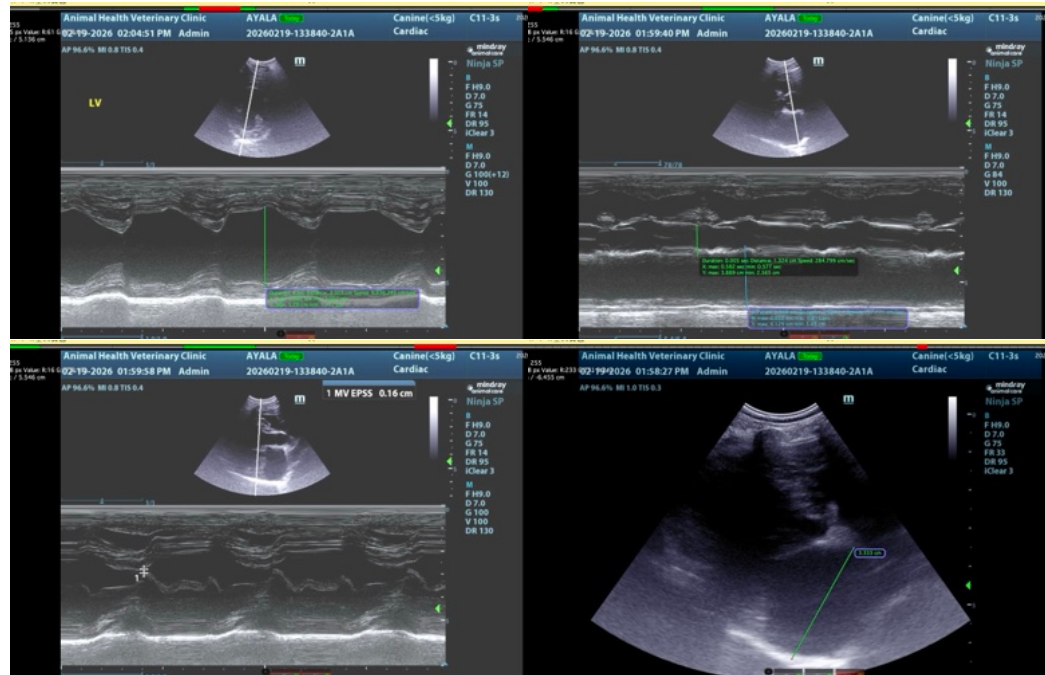 Animal Health Veterinary Clinic AYALA Today Canine(<5kg) C11-3s
02-19-2026 02:04:51 PM Admin 20260219-133840-2A1A Cardiac
AP 96.6% MI 0.8 TIS 0.4
mindray
animalcare
Ninja SP
LV
B
F H9.0
D 7.0
G 75
FR 14
DR 95
iClear 3
M
F H9.0
D 7.0
G 100(+12)
V 100
DR 130
Animal Health Veterinary Clinic AYALA Today Canine(<5kg) C11-3s
02-19-2026 01:59:40 PM Admin 20260219-133840-2A1A Cardiac
AP 96.6% MI 0.8 TIS 0.4
mindray
animalcare
Ninja SP
B
F H9.0
D 7.0
G 75
FR 14
DR 95
iClear 3
M
F H9.0
D 7.0
G 84
V 100
DR 130
Animal Health Veterinary Clinic AYALA Today Canine(<5kg) C11-3s
02-19-2026 01:59:58 PM Admin 20260219-133840-2A1A Cardiac
AP 96.6% MI 0.8 TIS 0.4
1 MV EPSS 0.16 cm
mindray
animalcare
Ninja SP
B
F H9.0
D 7.0
G 75
FR 14
DR 95
iClear 3
M
F H9.0
D 7.0
G 100
V 100
DR 130
1
Animal Health Veterinary Clinic AYALA Today Canine(<5kg) C11-3s
02-19-2026 01:58:27 PM Admin 20260219-133840-2A1A Cardiac
AP 96.6% MI 1.0 TIS 0.3
mindray
animalcare
Ninja SP
B
F H9.0
D 7.0
G 75
FR 33
DR 95
iClear 3